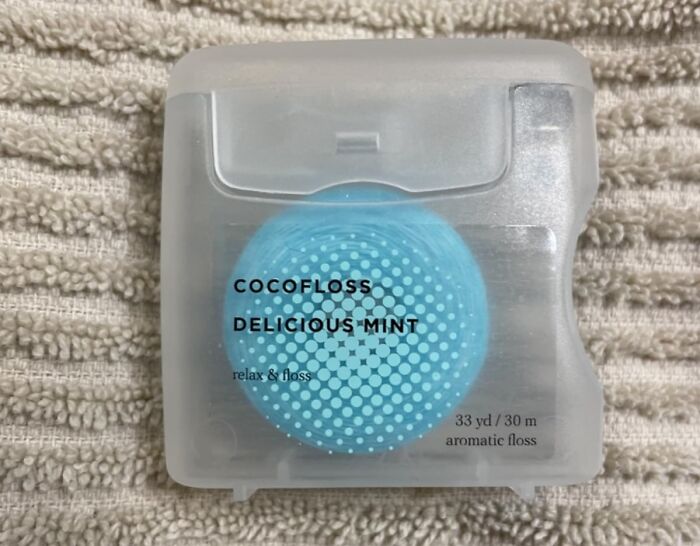 COCOFLOSS
DELICIOUS MINT
relax & floss
33 yd / 30 m
aromatic floss